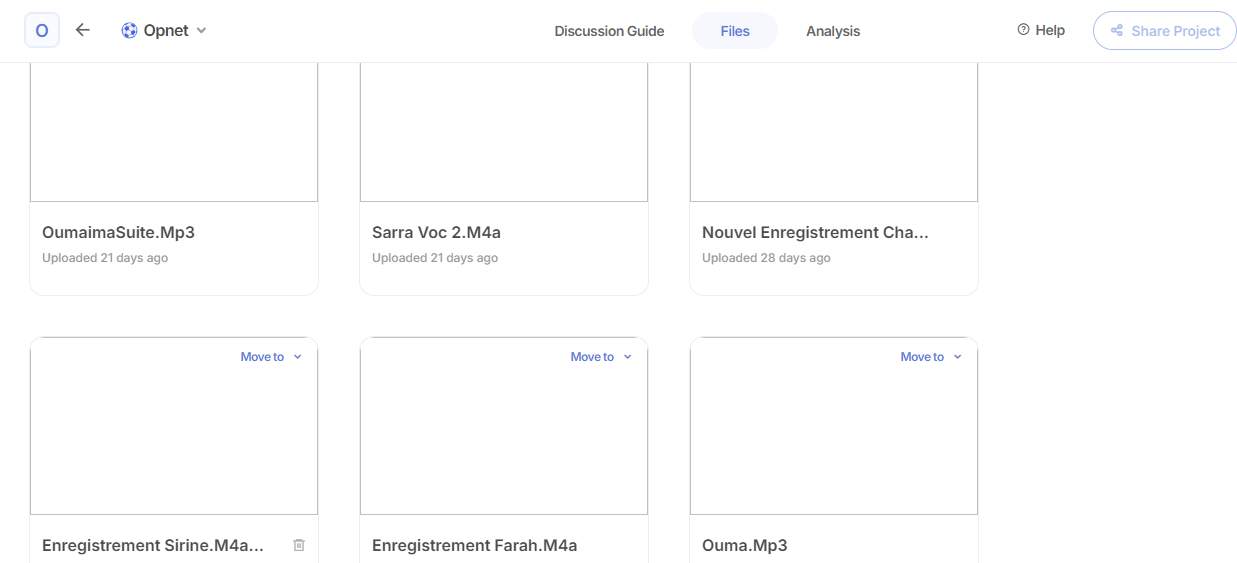 O
Opnet
Discussion Guide
Files
Analysis
Help
Share Project
OumaimaSuite.Mp3
Uploaded 21 days ago
Sarra Voc 2.M4a
Uploaded 21 days ago
Nouvel Enregistrement Cha...
Uploaded 28 days ago
Move to
Move to
Move to
Enregistrement Sirine.M4a...
Enregistrement Farah.M4a
Ouma.Mp3